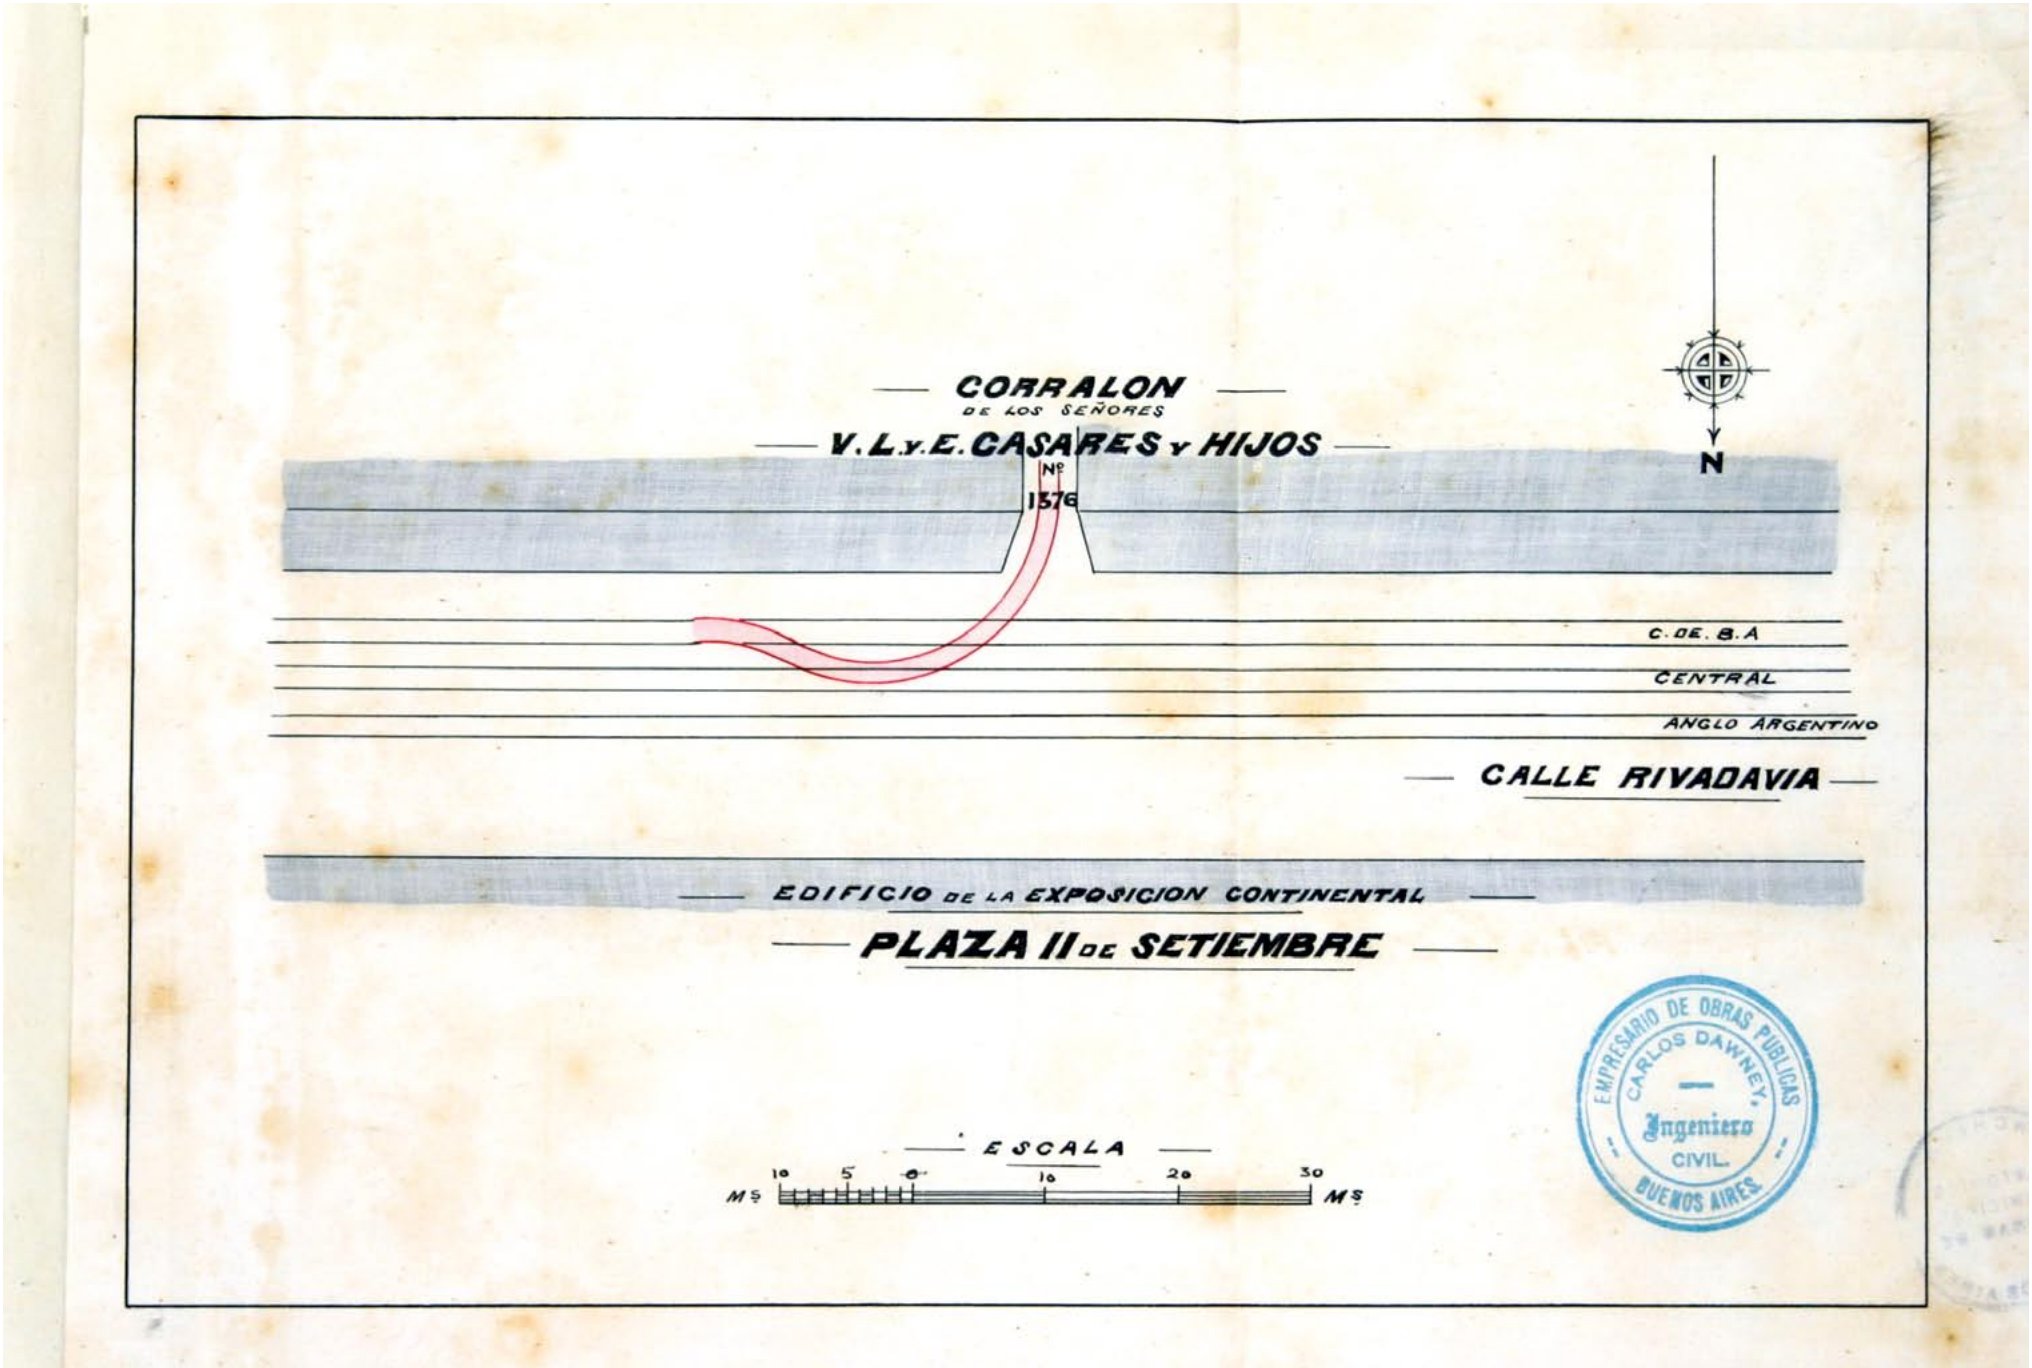 CORRALON
DE LOS SEÑORES
V. L. Y. E. CASARES Y HIJOS
Nº
1376
N
C. DE. B. A
CENTRAL
ANGLO ARGENTINO
CALLE RIVADAVIA
EDIFICIO DE LA EXPOSICION CONTINENTAL
PLAZA 11 DE SETIEMBRE
ESCALA
10 5 0 10 20 30
MS MS
EMPRESARIO DE OBRAS PUBLICAS
CARLOS DAWNEY,
Ingeniero
CIVIL.
BUENOS AIRES